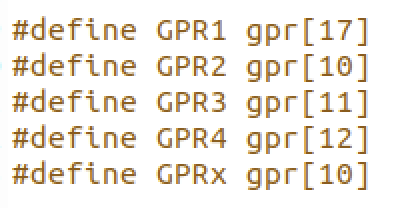 #define GPR1 gpr[17]
#define GPR2 gpr[10]
#define GPR3 gpr[11]
#define GPR4 gpr[12]
#define GPRx gpr[10]